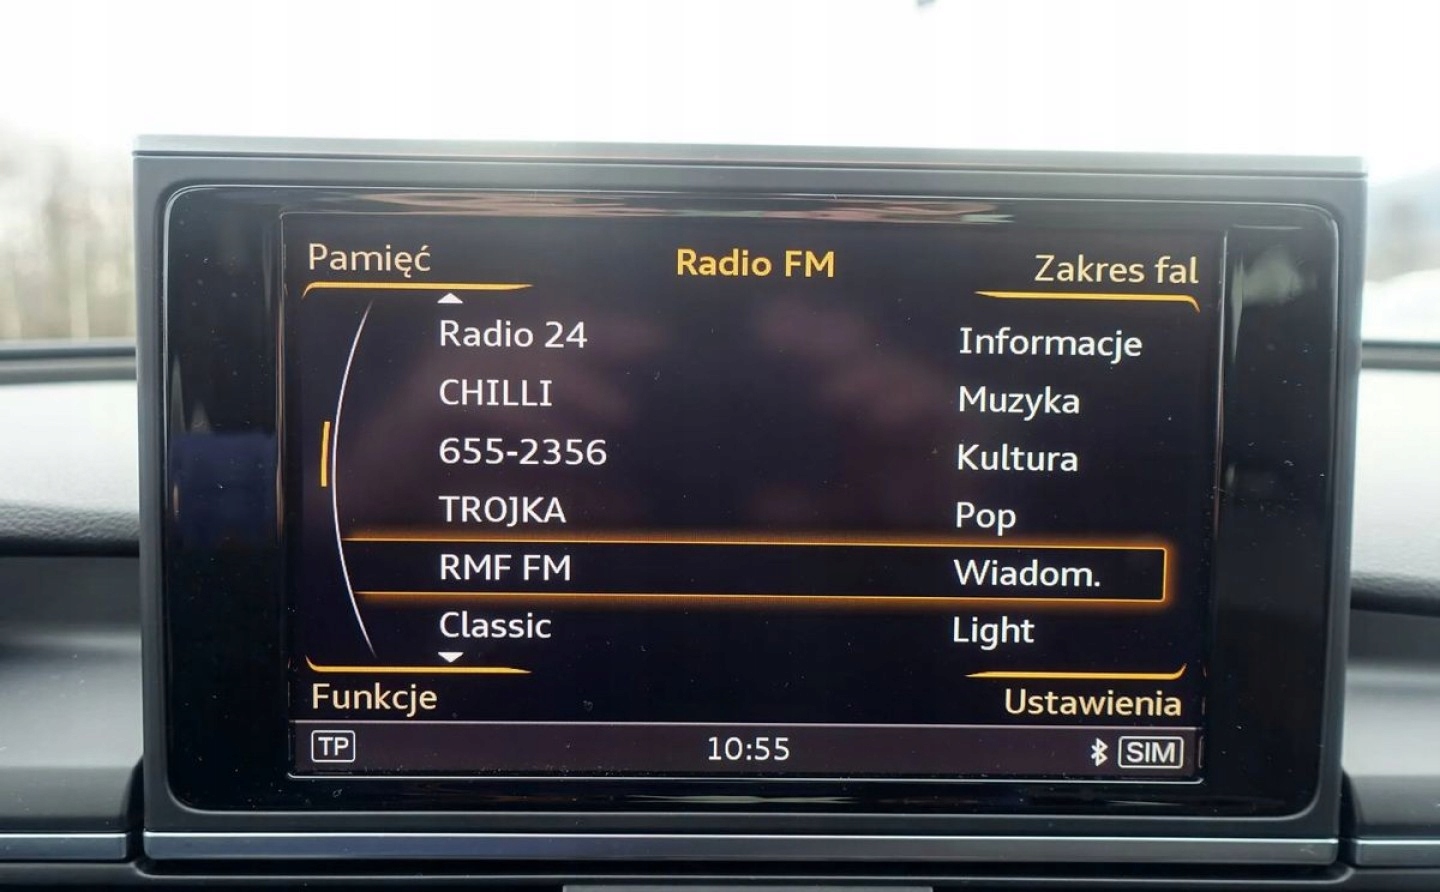 Pamięć Radio FM Zakres fal
Radio 24 Informacje
CHILLI Muzyka
655-2356 Kultura
TROJKA Pop
RMF FM Wiadom.
Classic Light
Funkcje Ustawienia
TP 10:55 SIM